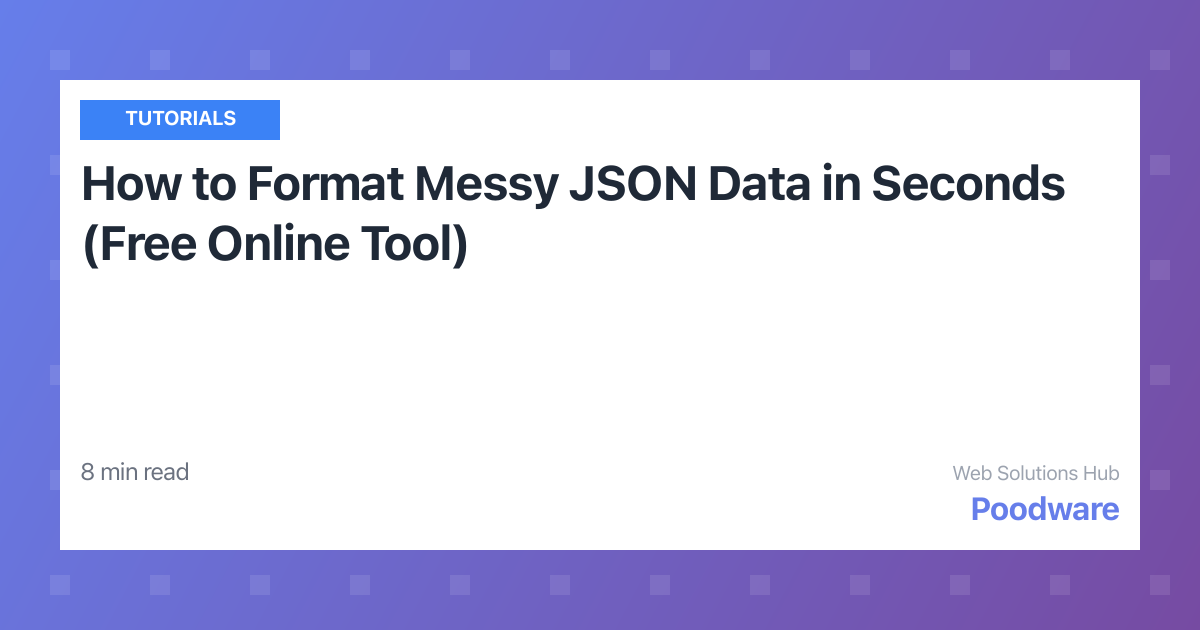 TUTORIALS
How to Format Messy JSON Data in Seconds
(Free Online Tool)
8 min read
Web Solutions Hub
Poodware